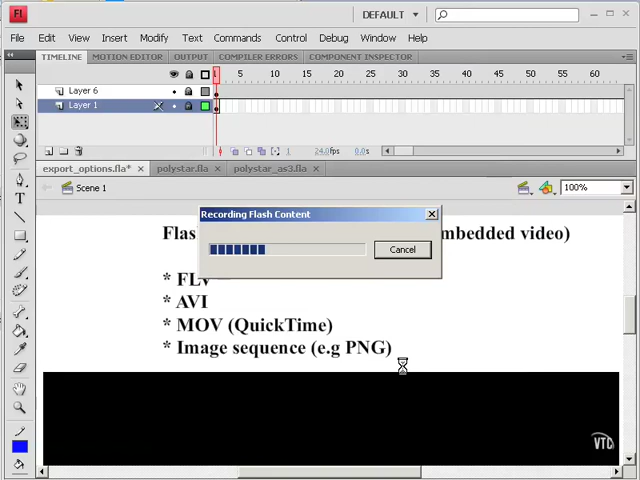 Fl
DEFAULT
File Edit View Insert Modify Text Commands Control Debug Window Help
TIMELINE MOTION EDITOR OUTPUT COMPILER ERRORS COMPONENT INSPECTOR
1 5 10 15 20 25 30 35 40 45 50 55 60
Layer 6
Layer 1
1 24.0fps 0.0s
export_options.fla* polystar.fla polystar_as3.fla
Scene 1
100%
Recording Flash Content
Cancel
Flas
mbedded video)
* FLV
* AVI
* MOV (QuickTime)
* Image sequence (e.g PNG)
T
VTC